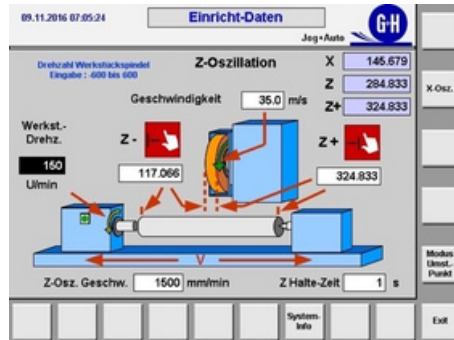 09.11.2016 07:05:24
Einricht-Daten
Jog•Auto
G-H
Drehzahl Werkstückspindel
Eingabe : -600 bis 600
Z-Oszillation
X 145.679
Z 284.833
Z+ 324.833
X-Osz.
Geschwindigkeit 35.0 m/s
Werkst.-
Drehz.
150
U/min
Z -
117.066
Z +
324.833
V
Modus
Umst.-
Punkt
Z-Osz. Geschw. 1500 mm/min
Z Halte-Zeit 1 s
System-
Info
Exit